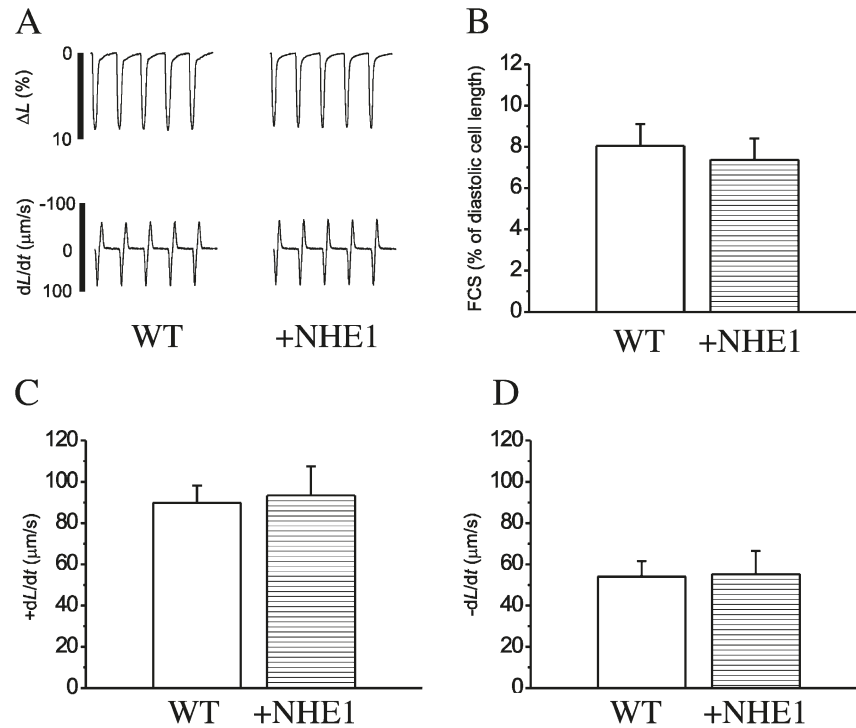 A
0
ΔL (%)
10
-100
dL/dt (μm/s)
0
100
WT
+NHE1
B
12
10
8
6
4
2
0
FCS (% of diastolic cell length)
WT
+NHE1
C
120
100
80
60
40
20
0
+dL/dt (μm/s)
WT
+NHE1
D
120
100
80
60
40
20
0
-dL/dt (μm/s)
WT
+NHE1